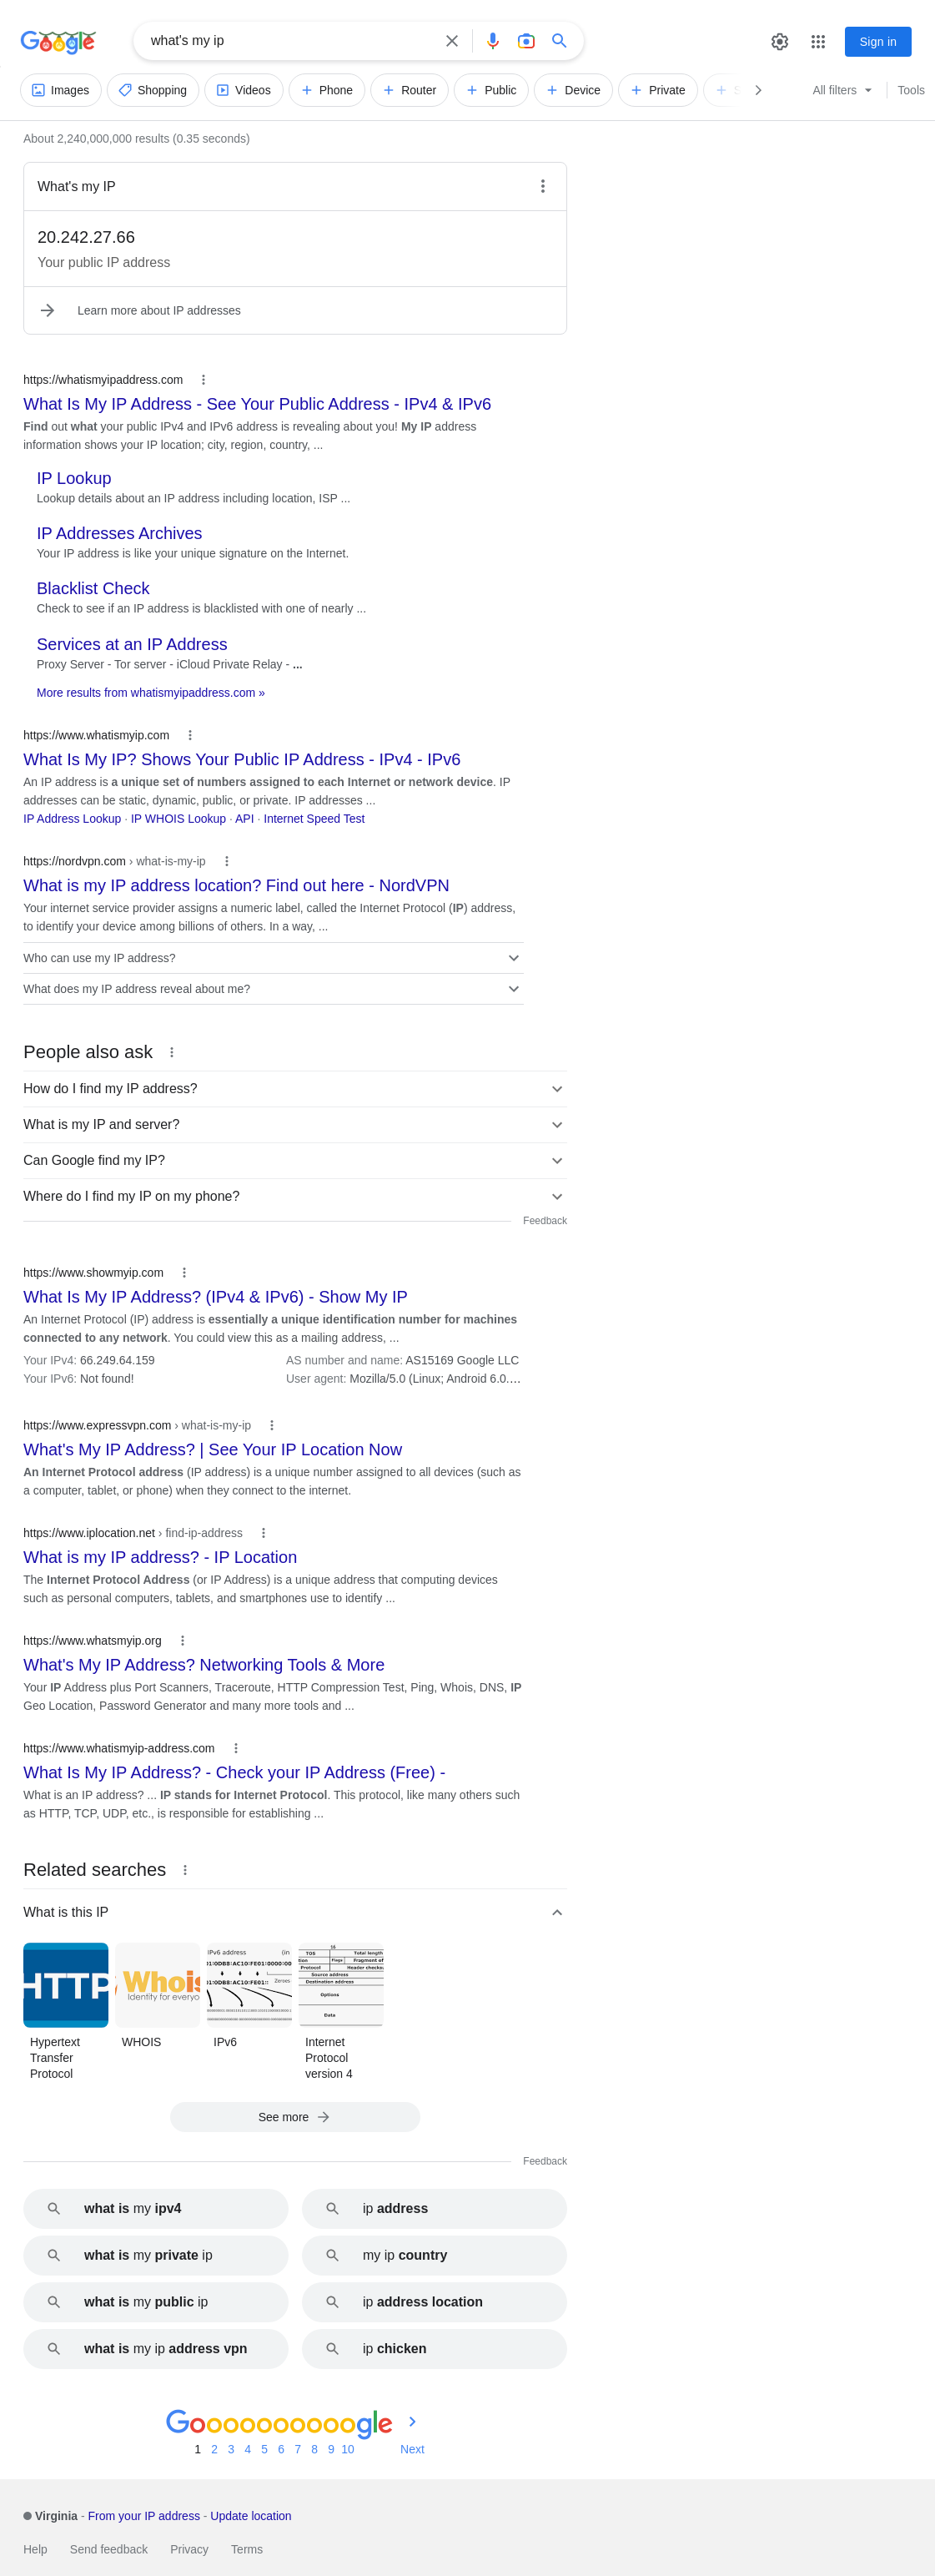 Google
what's my ip
Sign in
Images
Shopping
Videos
Phone
Router
Public
Device
Private
All filters
Tools
About 2,240,000,000 results (0.35 seconds)
What's my IP
20.242.27.66
Your public IP address
Learn more about IP addresses
https://whatismyipaddress.com
What Is My IP Address - See Your Public Address - IPv4 & IPv6
Find out what your public IPv4 and IPv6 address is revealing about you! My IP address
information shows your IP location; city, region, country, ...
IP Lookup
Lookup details about an IP address including location, ISP ...
IP Addresses Archives
Your IP address is like your unique signature on the Internet.
Blacklist Check
Check to see if an IP address is blacklisted with one of nearly ...
Services at an IP Address
Proxy Server - Tor server - iCloud Private Relay - ...
More results from whatismyipaddress.com »
https://www.whatismyip.com
What Is My IP? Shows Your Public IP Address - IPv4 - IPv6
An IP address is a unique set of numbers assigned to each Internet or network device. IP
addresses can be static, dynamic, public, or private. IP addresses ...
IP Address Lookup · IP WHOIS Lookup · API · Internet Speed Test
https://nordvpn.com › what-is-my-ip
What is my IP address location? Find out here - NordVPN
Your internet service provider assigns a numeric label, called the Internet Protocol (IP) address,
to identify your device among billions of others. In a way, ...
Who can use my IP address?
What does my IP address reveal about me?
People also ask
How do I find my IP address?
What is my IP and server?
Can Google find my IP?
Where do I find my IP on my phone?
Feedback
https://www.showmyip.com
What Is My IP Address? (IPv4 & IPv6) - Show My IP
An Internet Protocol (IP) address is essentially a unique identification number for machines
connected to any network. You could view this as a mailing address, ...
Your IPv4: 66.249.64.159 AS number and name: AS15169 Google LLC
Your IPv6: Not found! User agent: Mozilla/5.0 (Linux; Android 6.0....
https://www.expressvpn.com › what-is-my-ip
What's My IP Address? | See Your IP Location Now
An Internet Protocol address (IP address) is a unique number assigned to all devices (such as
a computer, tablet, or phone) when they connect to the internet.
https://www.iplocation.net › find-ip-address
What is my IP address? - IP Location
The Internet Protocol Address (or IP Address) is a unique address that computing devices
such as personal computers, tablets, and smartphones use to identify ...
https://www.whatsmyip.org
What's My IP Address? Networking Tools & More
Your IP Address plus Port Scanners, Traceroute, HTTP Compression Test, Ping, Whois, DNS, IP
Geo Location, Password Generator and many more tools and ...
https://www.whatismyip-address.com
What Is My IP Address? - Check your IP Address (Free) -
What is an IP address? ... IP stands for Internet Protocol. This protocol, like many others such
as HTTP, TCP, UDP, etc., is responsible for establishing ...
Related searches
What is this IP
HTTP
Whois
Identity for everyo
IPv6 address (in
Zeroes
16
TOS Total length
Flags Fragment of
Protocol Header checksu
Source address
Destination address
Options
Data
Hypertext
Transfer
Protocol
WHOIS
IPv6
Internet
Protocol
version 4
See more
Feedback
what is my ipv4
ip address
what is my private ip
my ip country
what is my public ip
ip address location
what is my ip address vpn
ip chicken
Goooooooooogle
1 2 3 4 5 6 7 8 9 10 Next
Virginia - From your IP address - Update location
Help Send feedback Privacy Terms